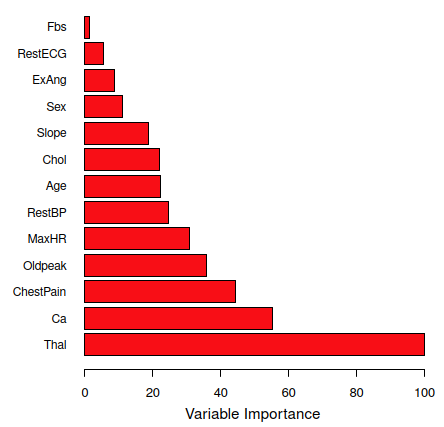 Fbs
RestECG
ExAng
Sex
Slope
Chol
Age
RestBP
MaxHR
Oldpeak
ChestPain
Ca
Thal
0 20 40 60 80 100
Variable Importance